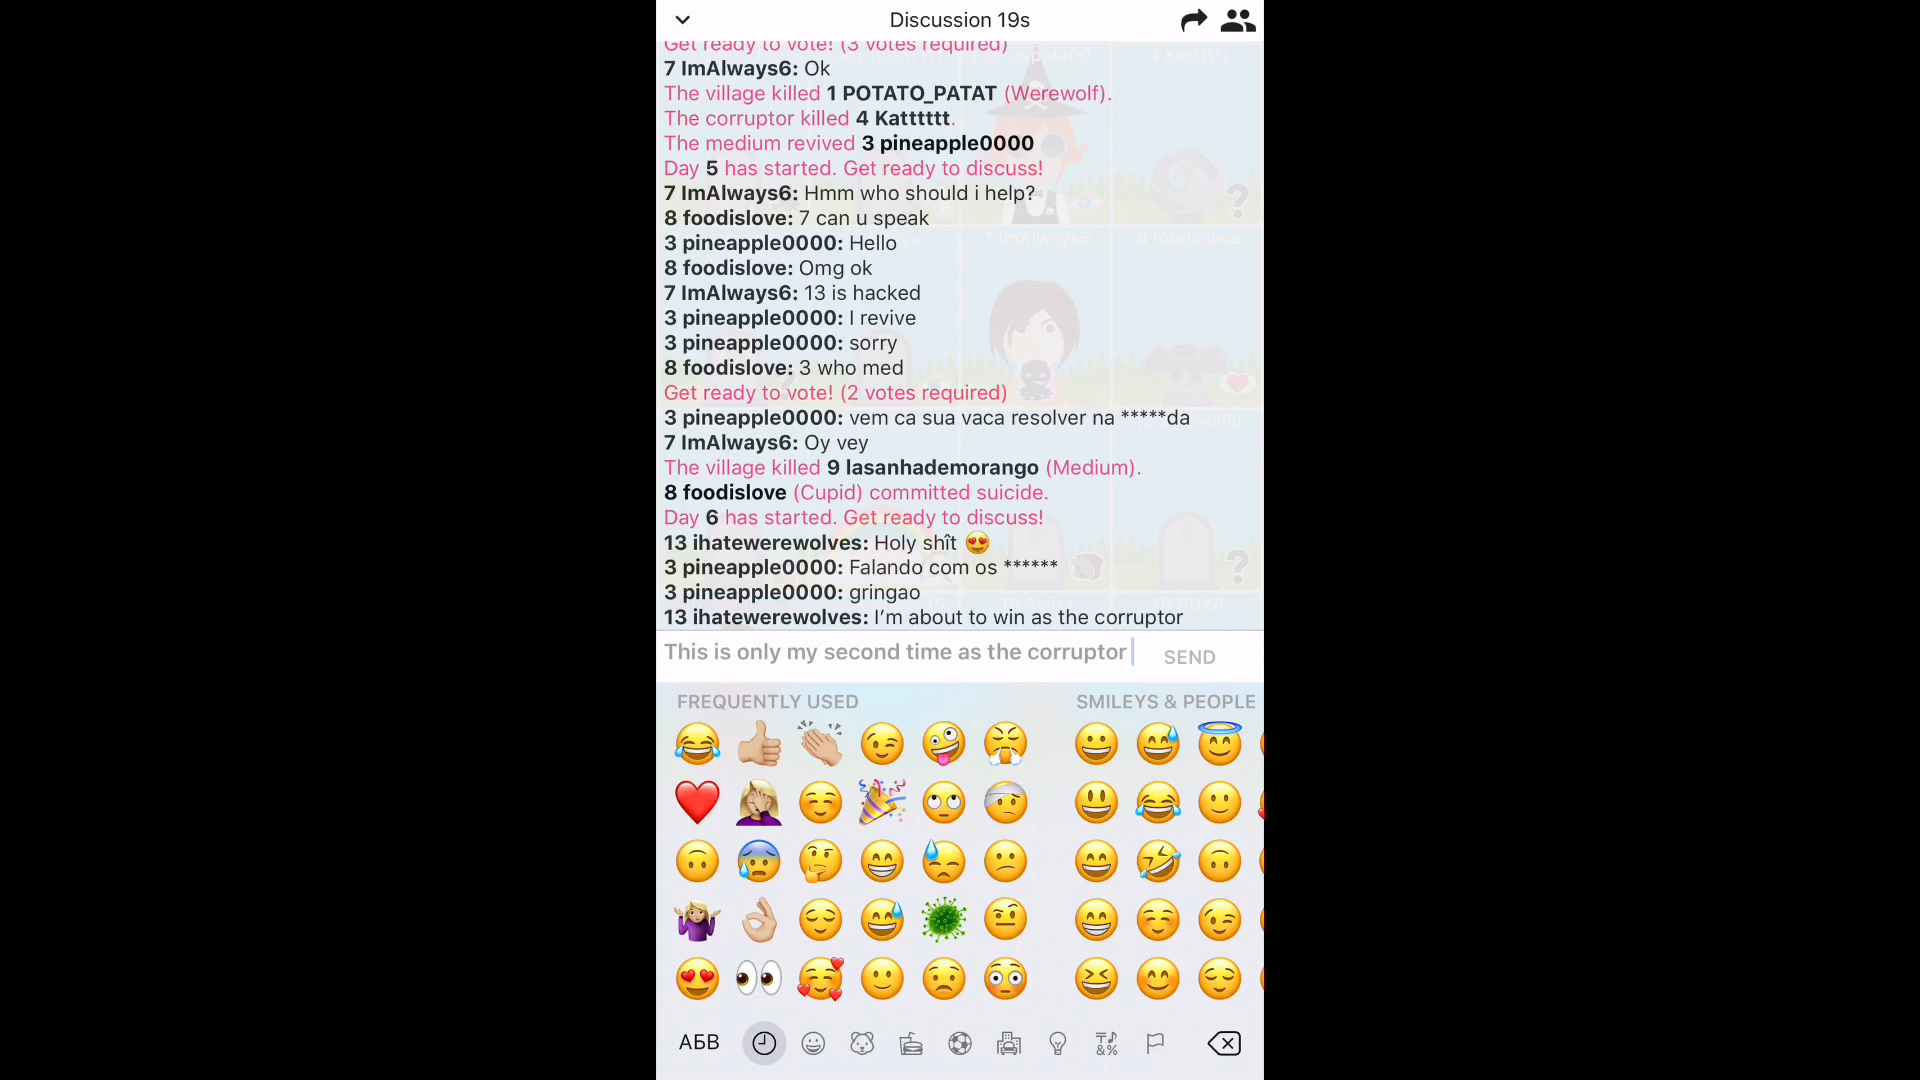 Discussion 19s
Get ready to vote! (3 votes required)
7 ImAlways6: Ok
The village killed 1 POTATO_PATAT (Werewolf).
The corruptor killed 4 Katttttt.
The medium revived 3 pineapple0000
Day 5 has started. Get ready to discuss!
7 ImAlways6: Hmm who should i help?
8 foodislove: 7 can u speak
3 pineapple0000: Hello
8 foodislove: Omg ok
7 ImAlways6: 13 is hacked
3 pineapple0000: I revive
3 pineapple0000: sorry
8 foodislove: 3 who med
Get ready to vote! (2 votes required)
3 pineapple0000: vem ca sua vaca resolver na *****da
7 ImAlways6: Oy vey
The village killed 9 lasanhademorango (Medium).
8 foodislove (Cupid) committed suicide.
Day 6 has started. Get ready to discuss!
13 ihatewerewolves: Holy shît 😍
3 pineapple0000: Falando com os ******
3 pineapple0000: gringao
13 ihatewerewolves: I’m about to win as the corruptor
This is only my second time as the corruptor
SEND
FREQUENTLY USED
SMILEYS & PEOPLE
АБВ